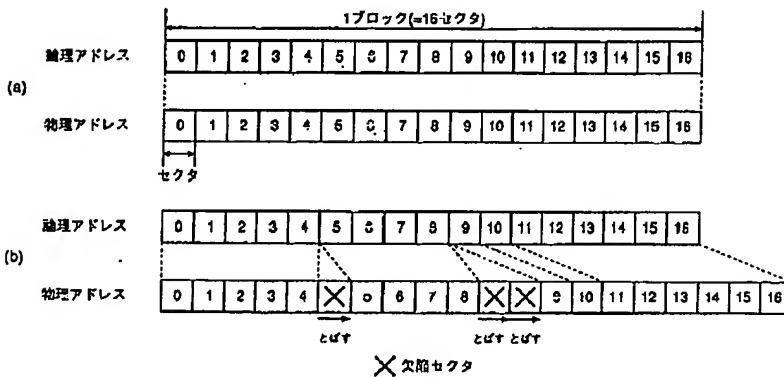 1ブロック(=16セクタ)
論理アドレス 0 1 2 3 4 5 6 7 8 9 10 11 12 13 14 15 16
(a)
物理アドレス 0 1 2 3 4 5 6 7 8 9 10 11 12 13 14 15 16
セクタ
論理アドレス 0 1 2 3 4 5 6 7 8 9 10 11 12 13 14 15 16
(b)
物理アドレス 0 1 2 3 4 X 5 6 7 8 X X 9 10 11 12 13 14 15 16
とばす とばす とばす
X 欠陥セクタ